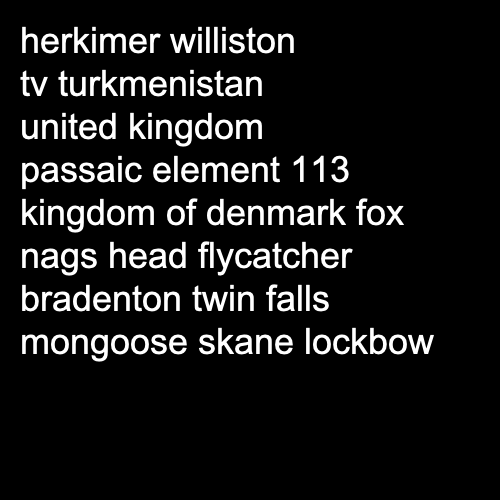 herkimer williston
tv turkmenistan
united kingdom
passaic element 113
kingdom of denmark fox
nags head flycatcher
bradenton twin falls
mongoose skane lockbow